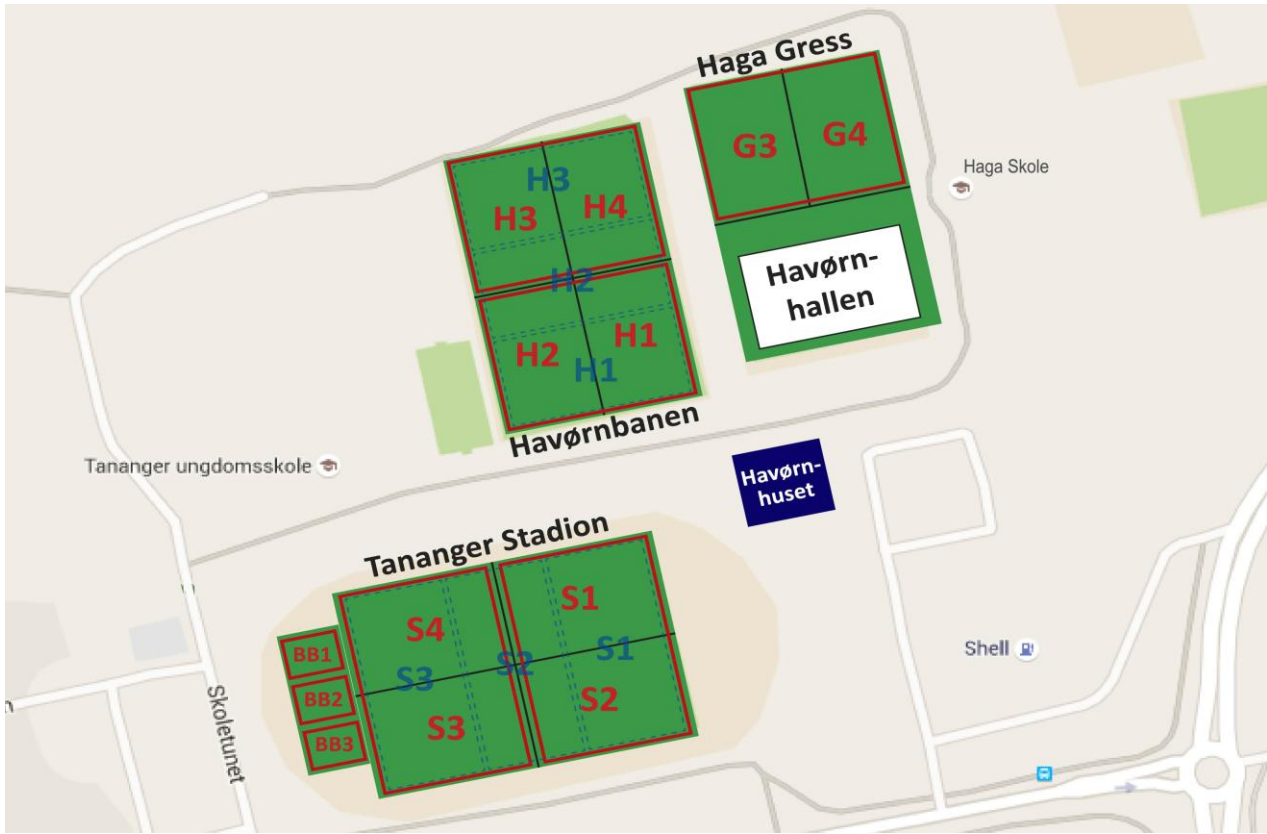 Haga Gress
G3
G4
H3
H3
H4
H2
H2
H1
H1
Havørnbanen
Havørn-
hallen
Haga Skole
Tananger ungdomsskole
Havørn-
huset
Tananger Stadion
S4
S1
S3
S2
S1
S3
S2
BB1
BB2
BB3
Skoletunet
Shell